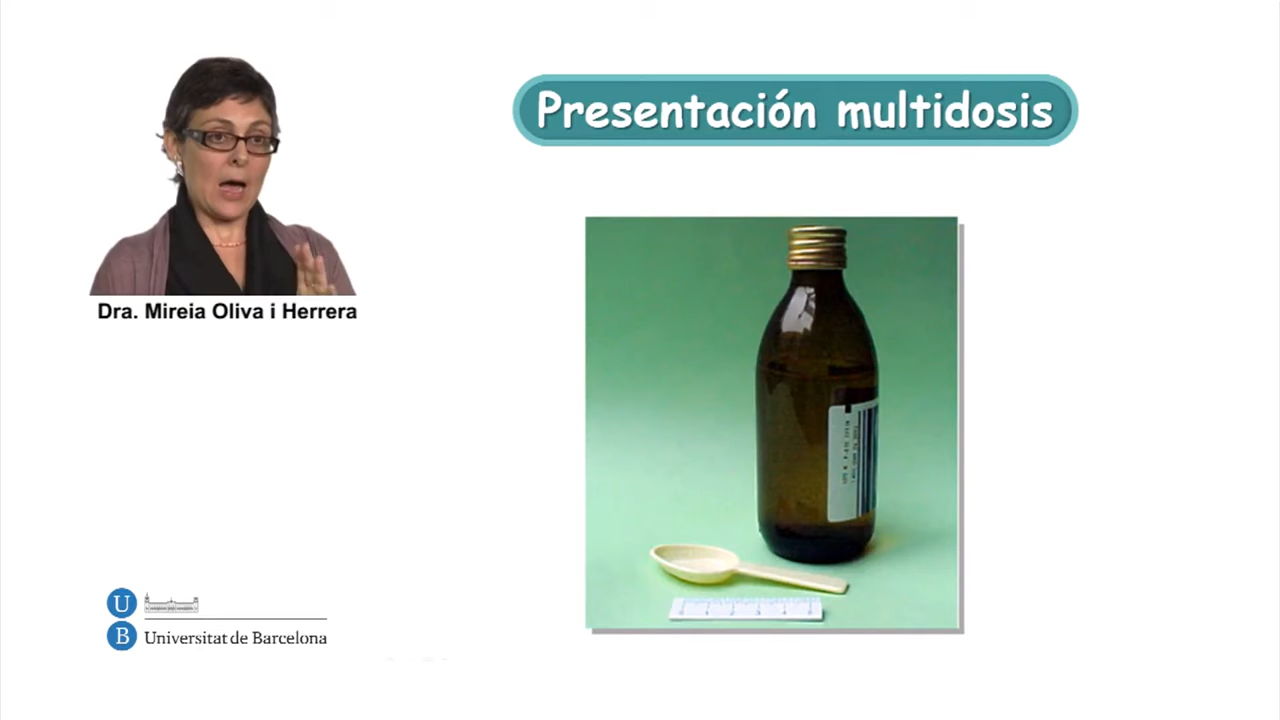 Presentación multidosis
Dra. Mireia Oliva i Herrera
U
B Universitat de Barcelona